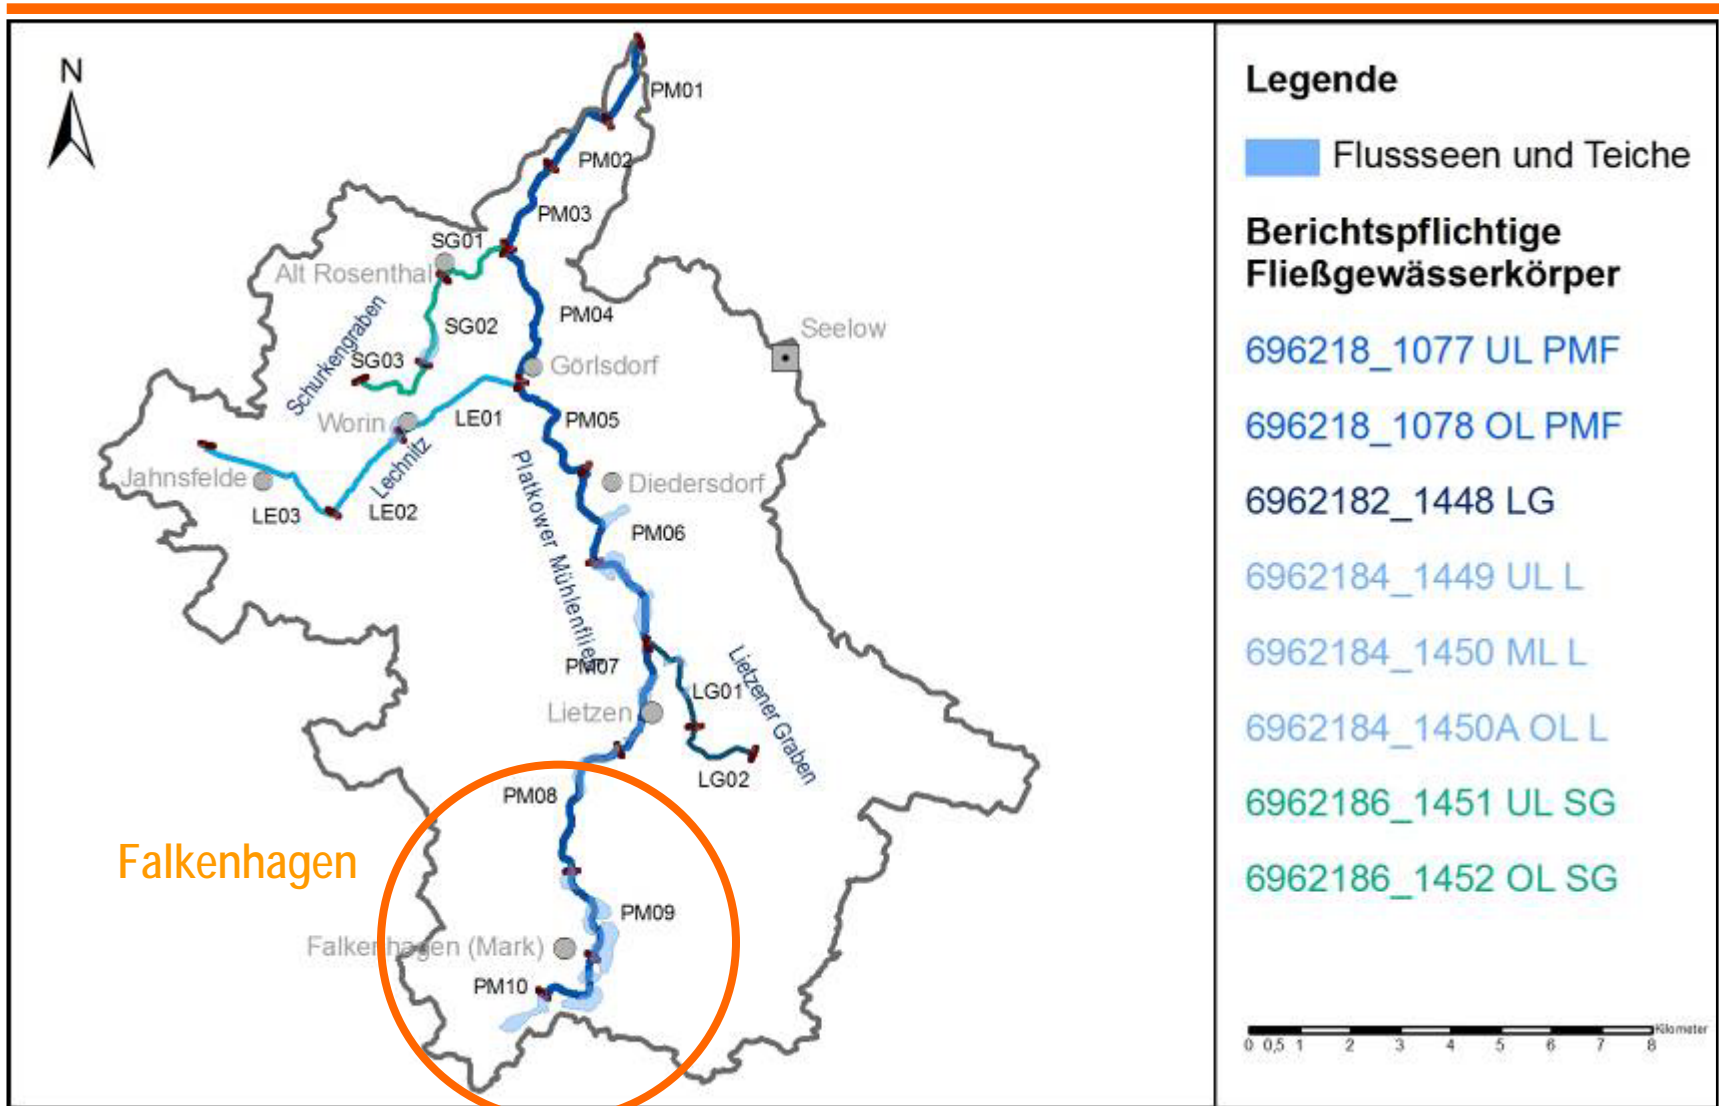 N
PM01
PM02
PM03
SG01
Alt Rosenthal
PM04
SG02
Seelow
Schurkengraben
SG03
Görlsdorf
Worin
LE01
PM05
Lechnitz
Jahnsfelde
Diedersdorf
LE03
LE02
PM06
Platkower Mühlenfließ
PM07
Lietzener Graben
LG01
Lietzen
LG02
PM08
Falkenhagen
PM09
Falkenhagen (Mark)
PM10
Legende
Flussseen und Teiche
Berichtspflichtige
Fließgewässerkörper
696218_1077 UL PMF
696218_1078 OL PMF
6962182_1448 LG
6962184_1449 UL L
6962184_1450 ML L
6962184_1450A OL L
6962186_1451 UL SG
6962186_1452 OL SG
Kilometer
0 0,5 1 2 3 4 5 6 7 8